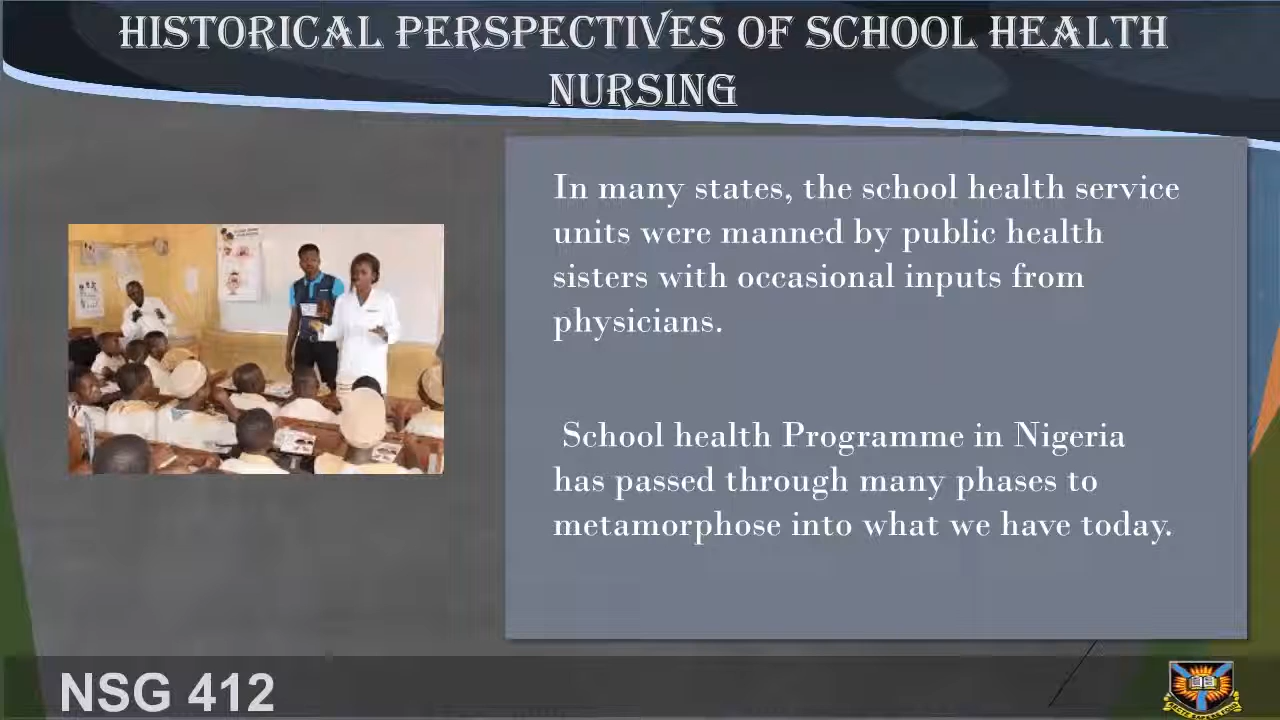 HISTORICAL PERSPECTIVES OF SCHOOL HEALTH
NURSING
In many states, the school health service
units were manned by public health
sisters with occasional inputs from
physicians.
School health Programme in Nigeria
has passed through many phases to
metamorphose into what we have today.
NSG 412